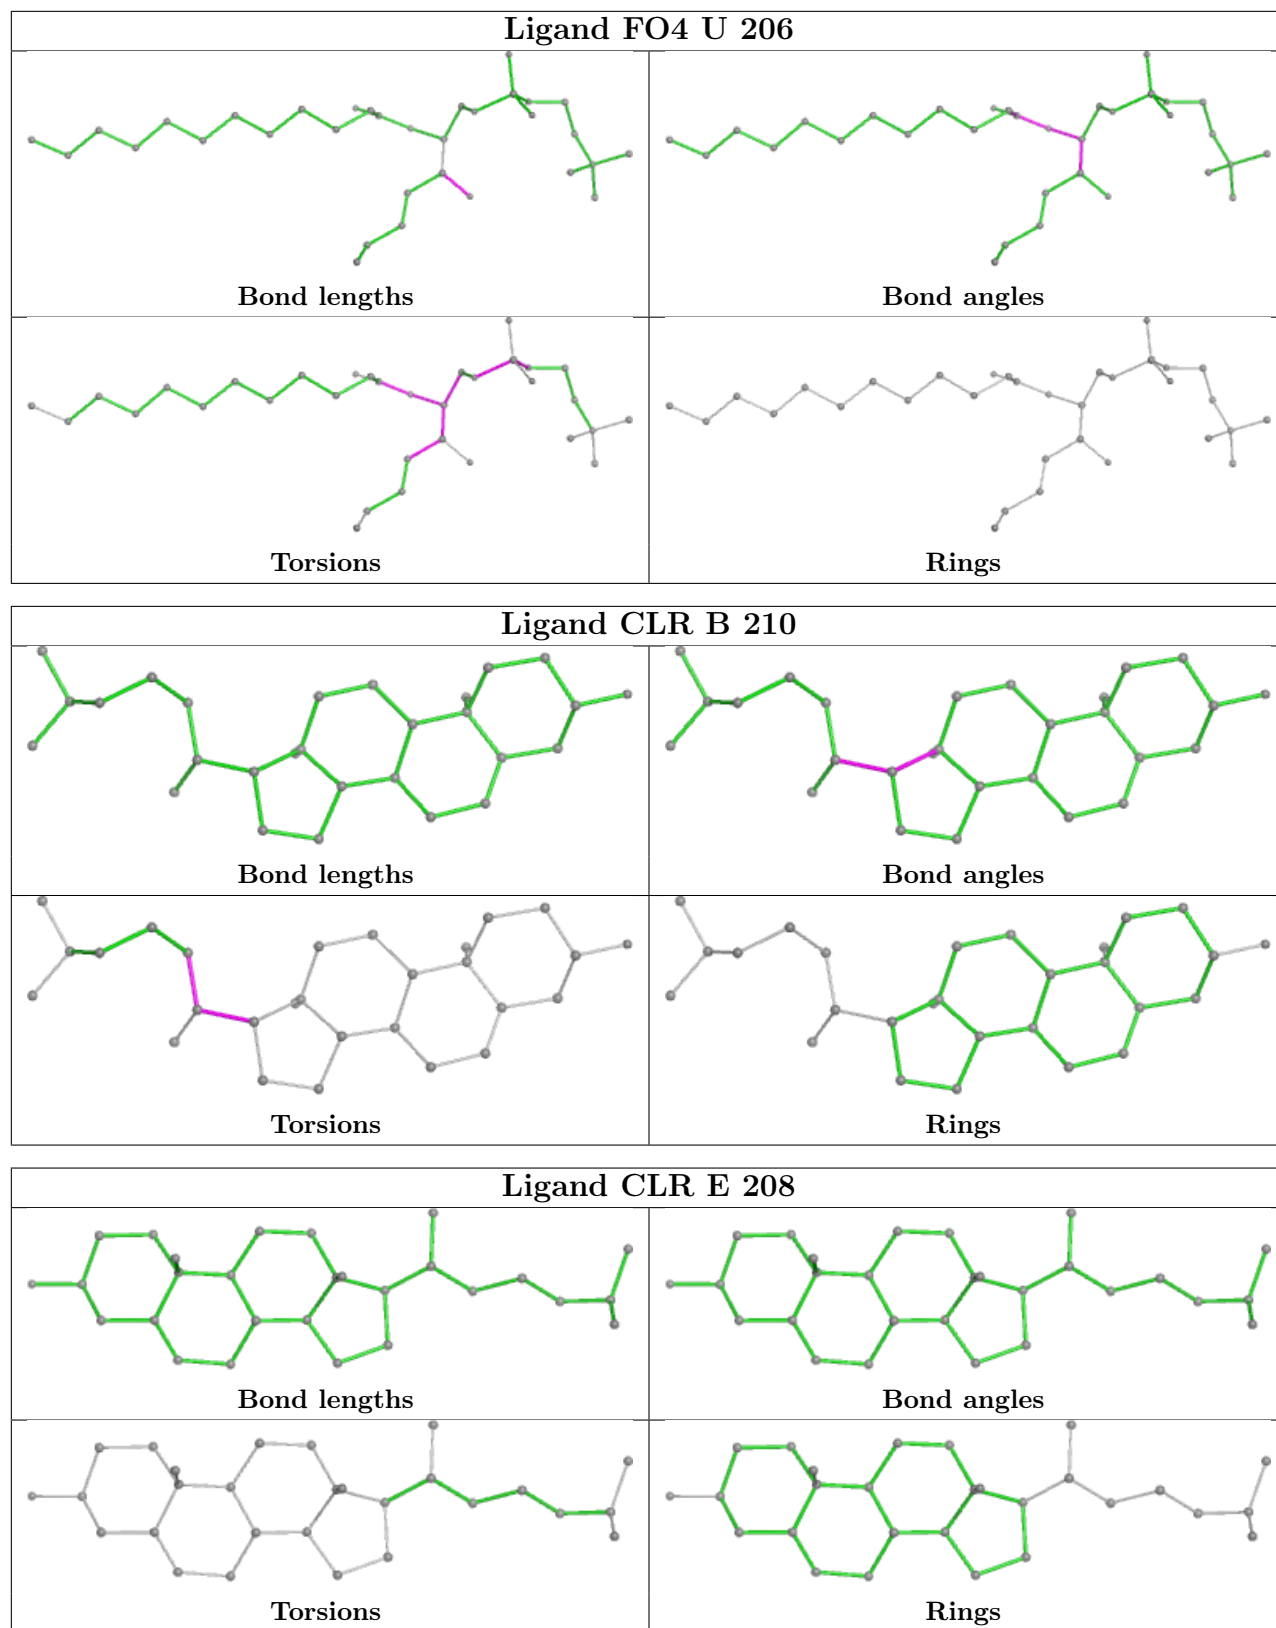 Ligand FO4 U 206
Bond lengths
Bond angles
Torsions
Rings
Ligand CLR B 210
Bond lengths
Bond angles
Torsions
Rings
Ligand CLR E 208
Bond lengths
Bond angles
Torsions
Rings